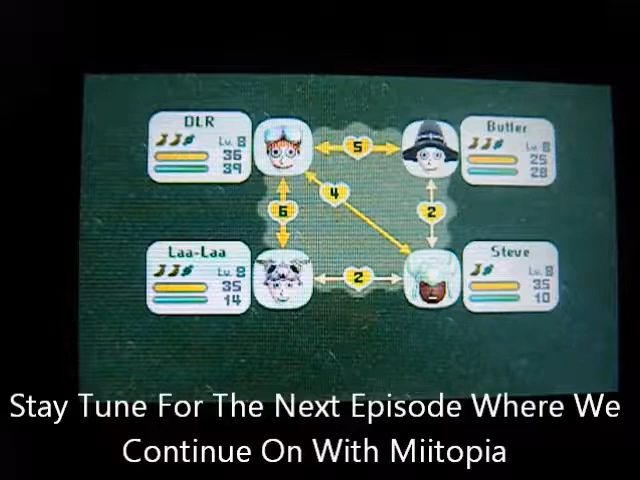 DLR
Lv. 8
36
39
5
Butler
Lv. 8
25
28
4
6
2
Laa-Laa
Lv. 8
35
14
2
Steve
Lv. 8
35
10
Stay Tune For The Next Episode Where We
Continue On With Miitopia